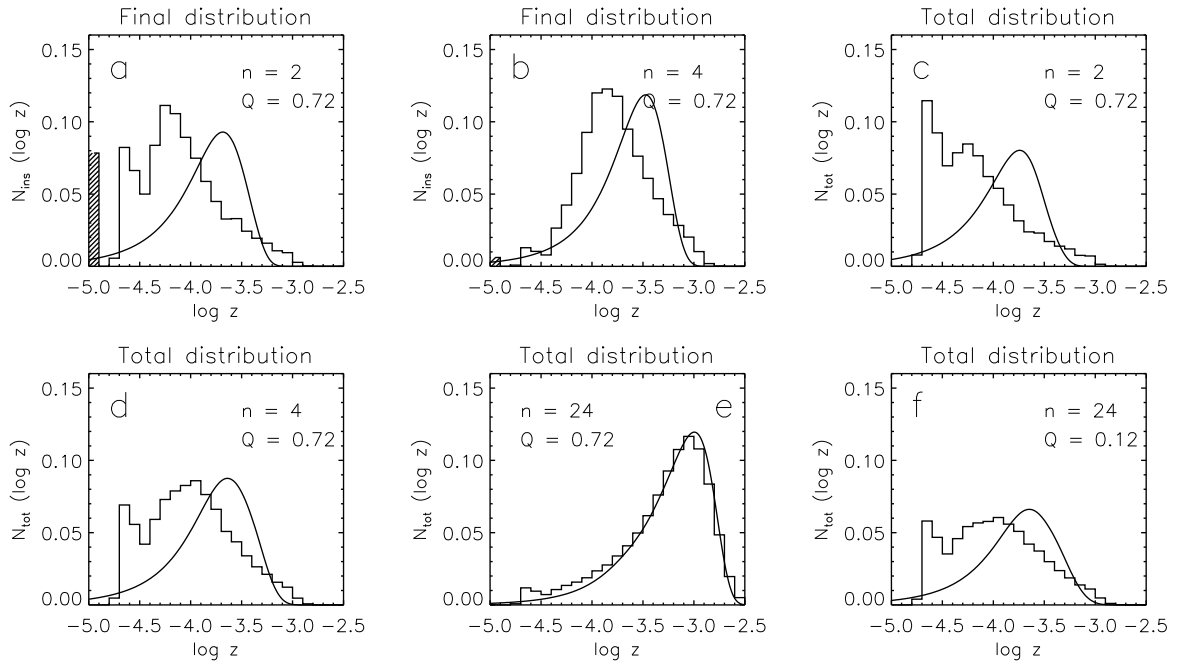 Final distribution
a
n = 2
Q = 0.72
0.15
0.10
0.05
0.00
N_ins (log z)
−5.0 −4.5 −4.0 −3.5 −3.0 −2.5
log z
Final distribution
b
n = 4
Q = 0.72
0.15
0.10
0.05
0.00
N_ins (log z)
−5.0 −4.5 −4.0 −3.5 −3.0 −2.5
log z
Total distribution
c
n = 2
Q = 0.72
0.15
0.10
0.05
0.00
N_tot (log z)
−5.0 −4.5 −4.0 −3.5 −3.0 −2.5
log z
Total distribution
d
n = 4
Q = 0.72
0.15
0.10
0.05
0.00
N_tot (log z)
−5.0 −4.5 −4.0 −3.5 −3.0 −2.5
log z
Total distribution
n = 24
e
Q = 0.72
0.15
0.10
0.05
0.00
N_tot (log z)
−5.0 −4.5 −4.0 −3.5 −3.0 −2.5
log z
Total distribution
f
n = 24
Q = 0.12
0.15
0.10
0.05
0.00
N_tot (log z)
−5.0 −4.5 −4.0 −3.5 −3.0 −2.5
log z